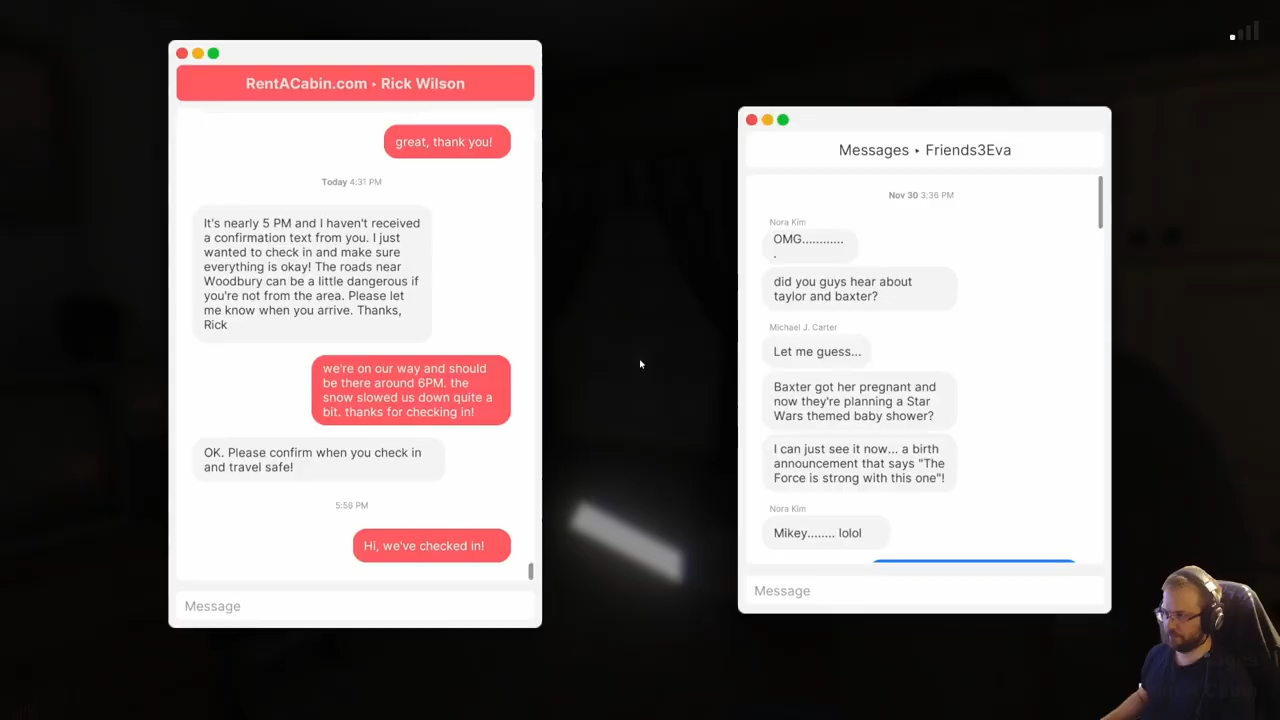 RentACabin.com ‣ Rick Wilson
great, thank you!
Today 4:31 PM
It's nearly 5 PM and I haven't received
a confirmation text from you. I just
wanted to check in and make sure
everything is okay! The roads near
Woodbury can be a little dangerous if
you're not from the area. Please let
me know when you arrive. Thanks,
Rick
we're on our way and should
be there around 6PM. the
snow slowed us down quite a
bit. thanks for checking in!
OK. Please confirm when you check in
and travel safe!
5:56 PM
Hi, we've checked in!
Message
Messages ‣ Friends3Eva
Nov 30 3:36 PM
Nora Kim
OMG............
.
did you guys hear about
taylor and baxter?
Michael J. Carter
Let me guess...
Baxter got her pregnant and
now they're planning a Star
Wars themed baby shower?
I can just see it now... a birth
announcement that says "The
Force is strong with this one"!
Nora Kim
Mikey........ lolol
Message